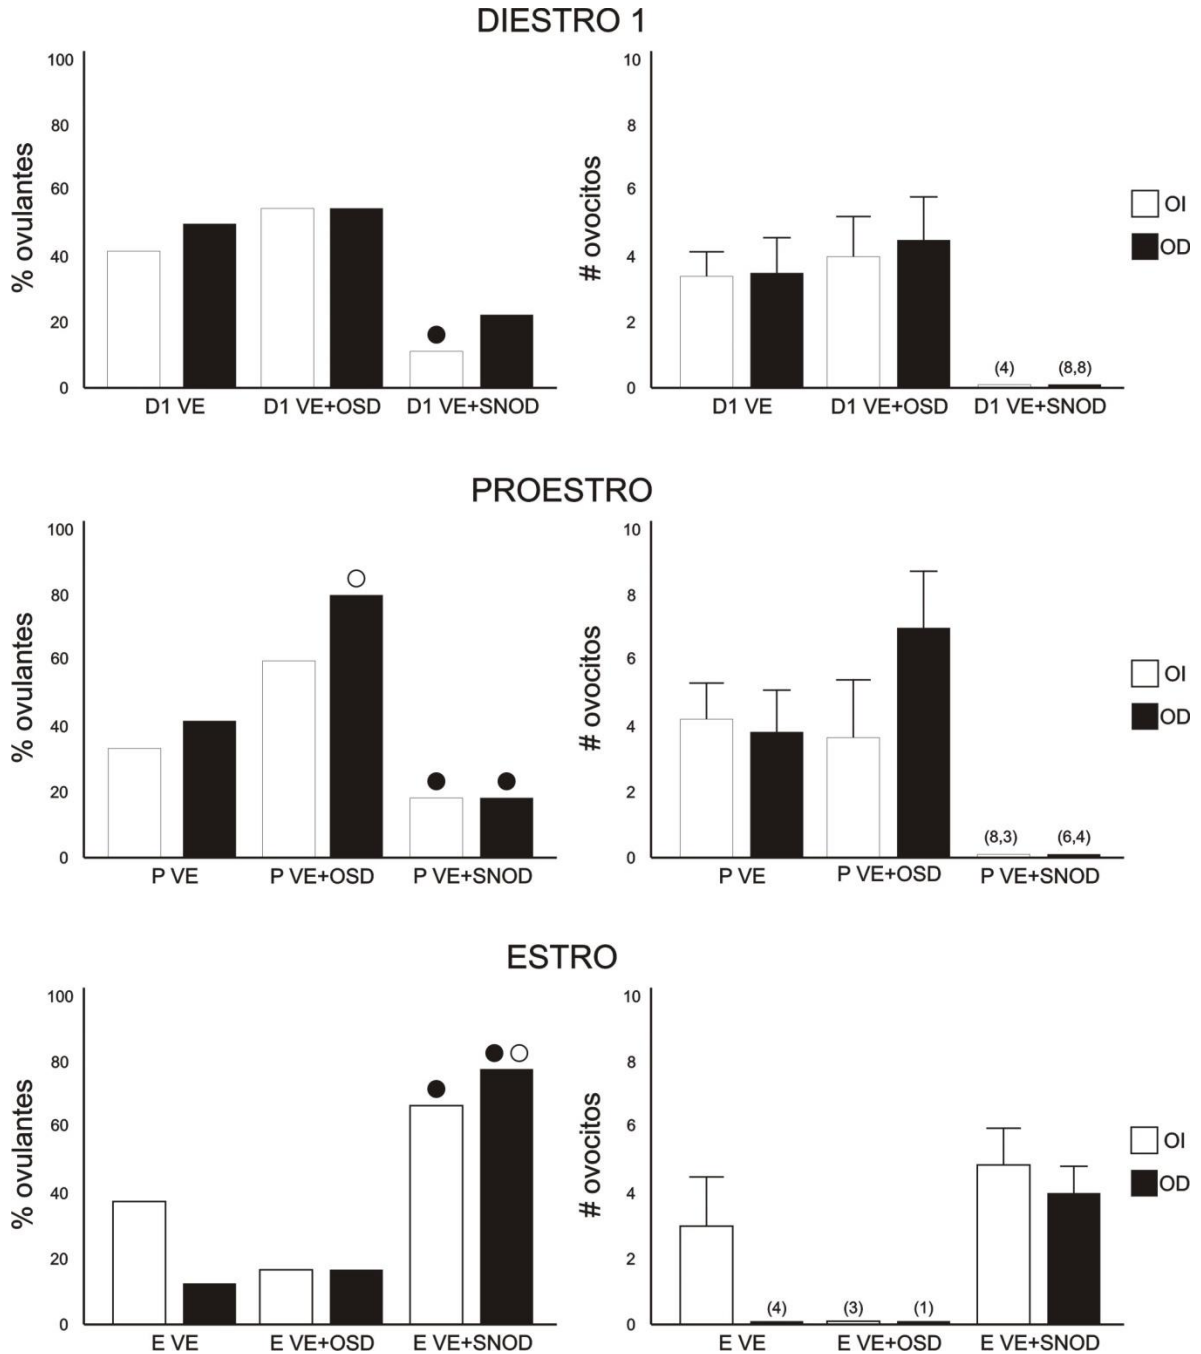 DIESTRO 1
% ovulantes
100
80
60
40
20
0
D1 VE
D1 VE+OSD
D1 VE+SNOD
# ovocitos
10
8
6
4
2
0
(4)
(8,8)
D1 VE
D1 VE+OSD
D1 VE+SNOD
OI
OD
PROESTRO
% ovulantes
100
80
60
40
20
0
P VE
P VE+OSD
P VE+SNOD
# ovocitos
10
8
6
4
2
0
(8,3)
(6,4)
P VE
P VE+OSD
P VE+SNOD
OI
OD
ESTRO
% ovulantes
100
80
60
40
20
0
E VE
E VE+OSD
E VE+SNOD
# ovocitos
10
8
6
4
2
0
(4)
(3)
(1)
E VE
E VE+OSD
E VE+SNOD
OI
OD